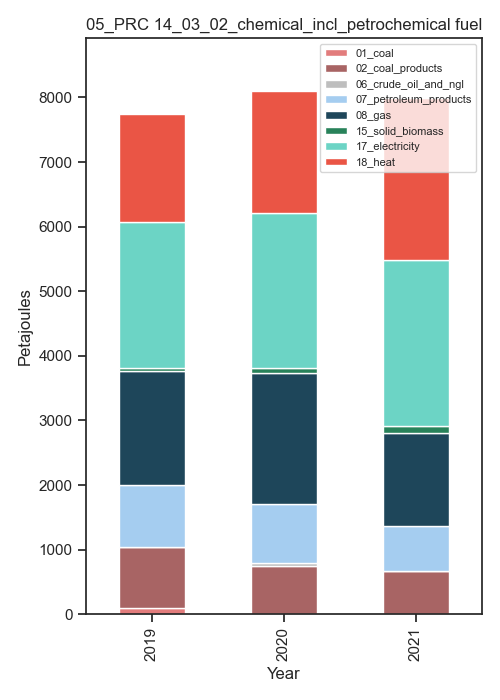 05_PRC 14_03_02_chemical_incl_petrochemical fuel
01_coal
02_coal_products
06_crude_oil_and_ngl
07_petroleum_products
08_gas
15_solid_biomass
17_electricity
18_heat
8000
7000
6000
5000
4000
3000
2000
1000
0
Petajoules
2019
2020
2021
Year